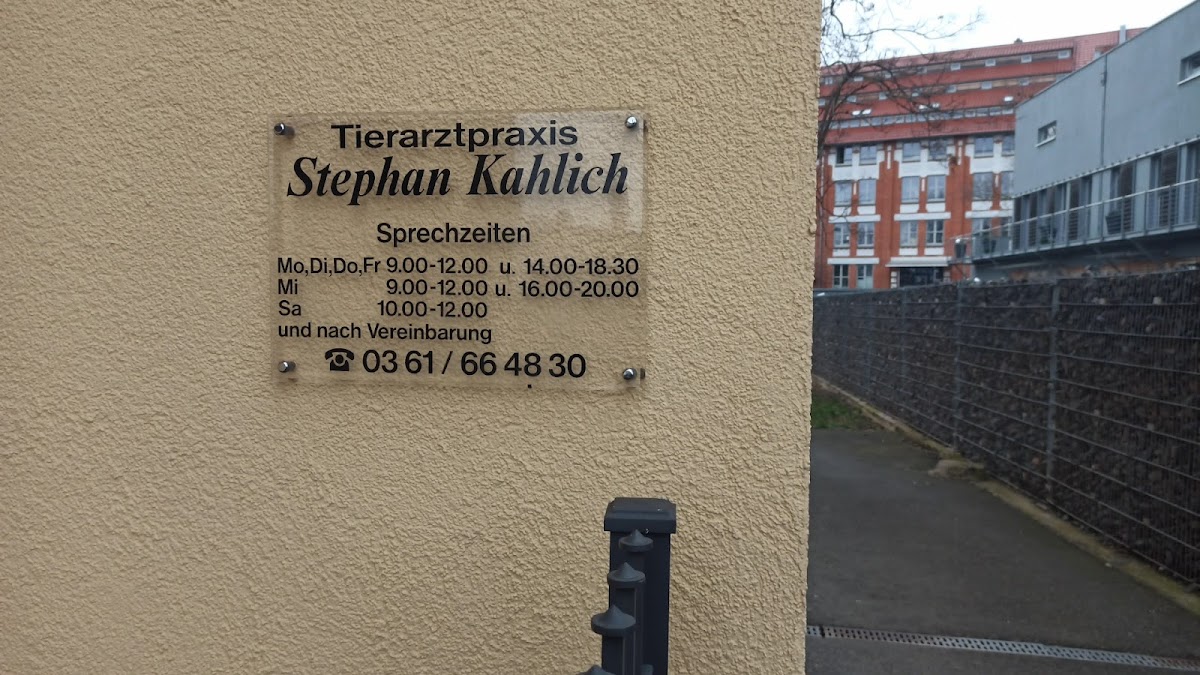 Tierarztpraxis
Stephan Kahlich
Sprechzeiten
Mo,Di,Do,Fr 9.00-12.00 u. 14.00-18.30
Mi 9.00-12.00 u. 16.00-20.00
Sa 10.00-12.00
und nach Vereinbarung
☎ 03 61 / 66 48 30